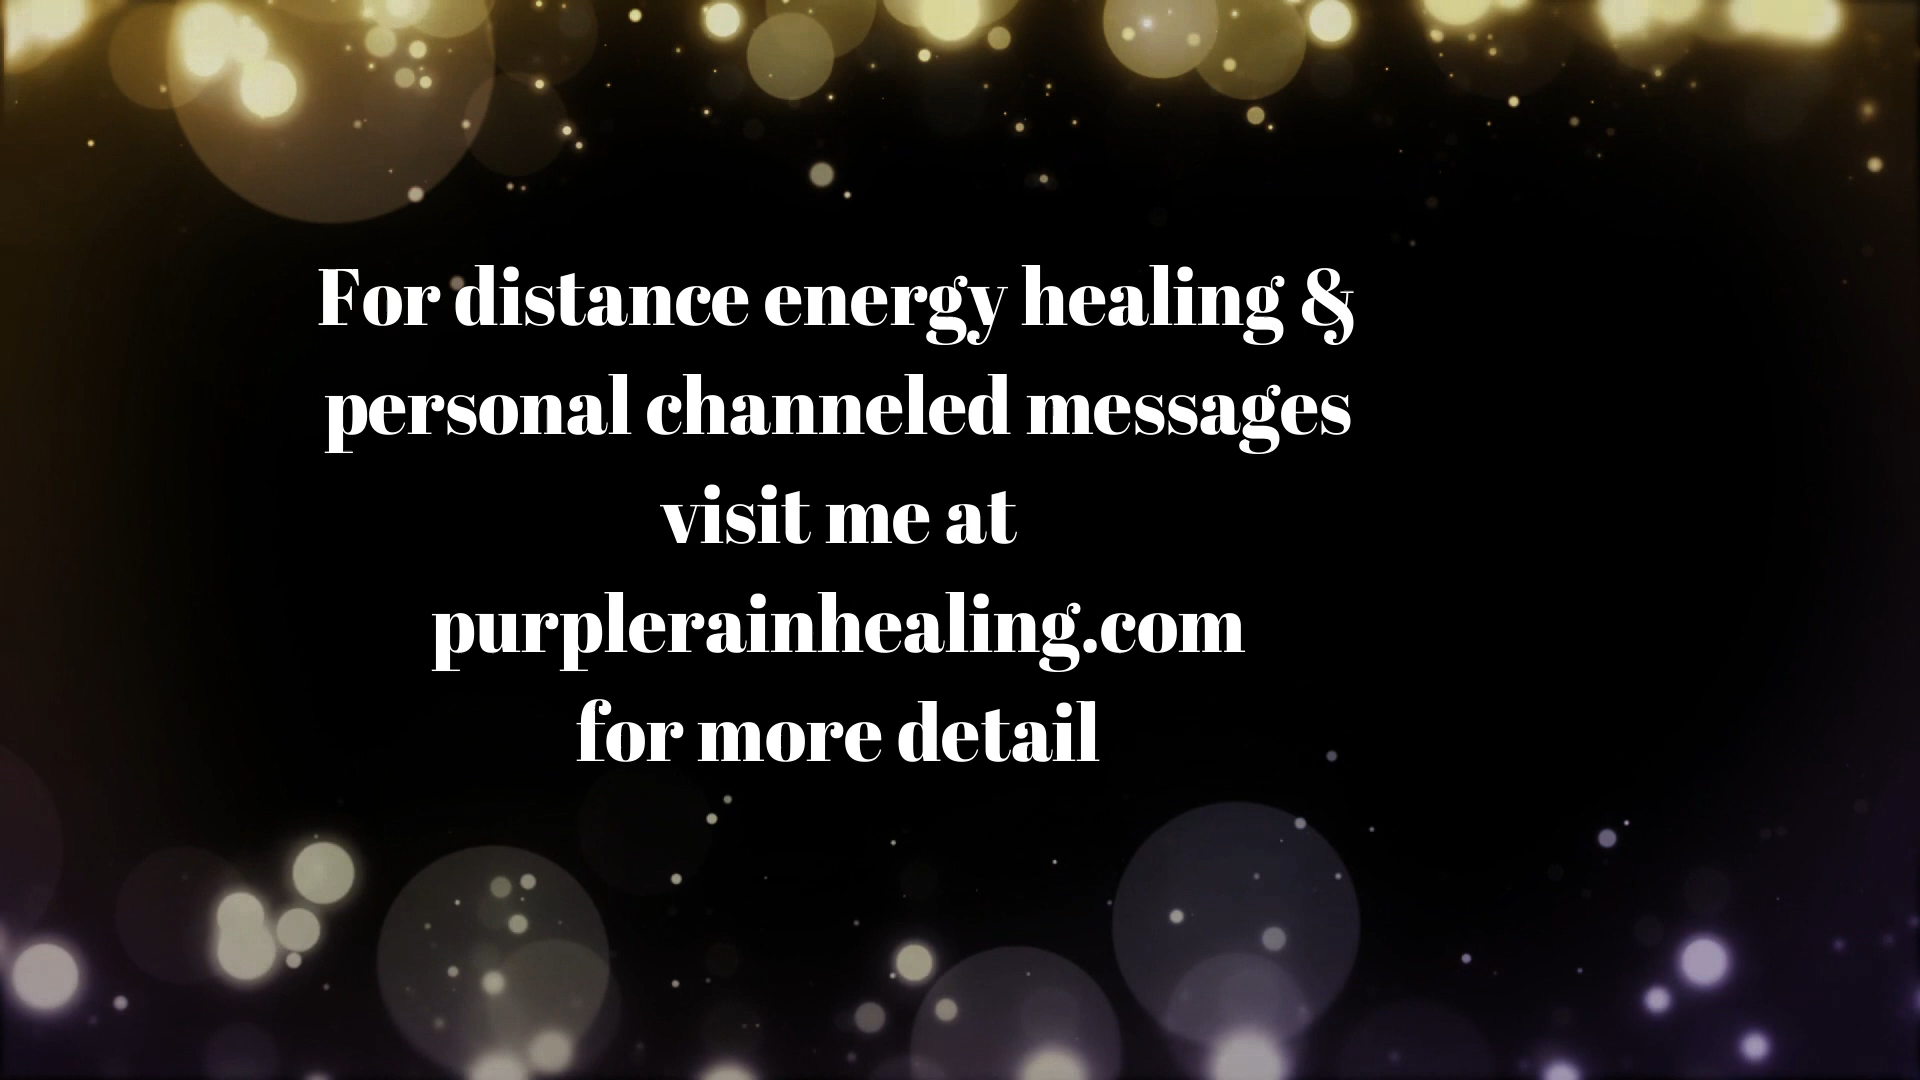 For distance energy healing &
personal channeled messages
visit me at
purplerainhealing.com
for more detail